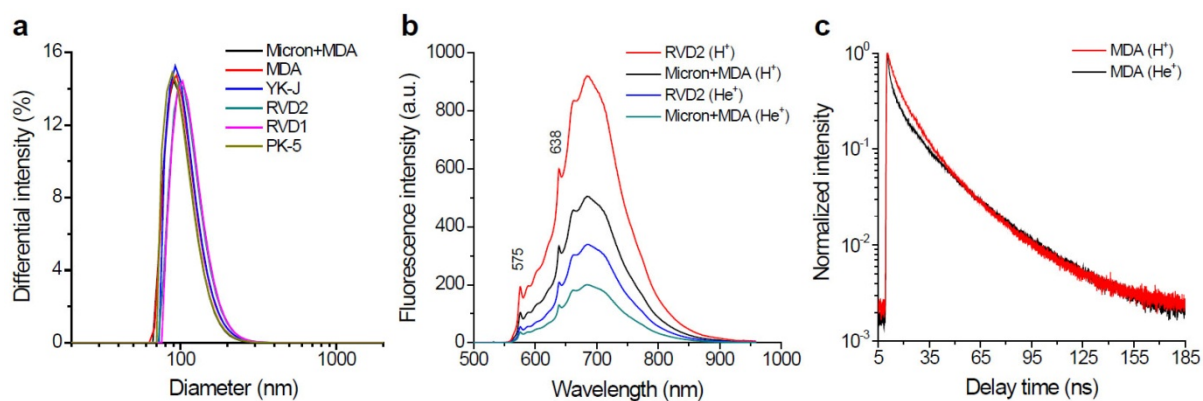 a
Differential intensity (%)
16
12
8
4
0
100
1000
Diameter (nm)
Micron+MDA
MDA
YK-J
RVD2
RVD1
PK-5
b
Fluorescence intensity (a.u.)
1000
800
600
400
200
0
500
600
700
800
900
1000
Wavelength (nm)
575
638
RVD2 (H⁺)
Micron+MDA (H⁺)
RVD2 (He⁺)
Micron+MDA (He⁺)
c
Normalized intensity
10⁰
10⁻¹
10⁻²
10⁻³
5
35
65
95
125
155
185
Delay time (ns)
MDA (H⁺)
MDA (He⁺)